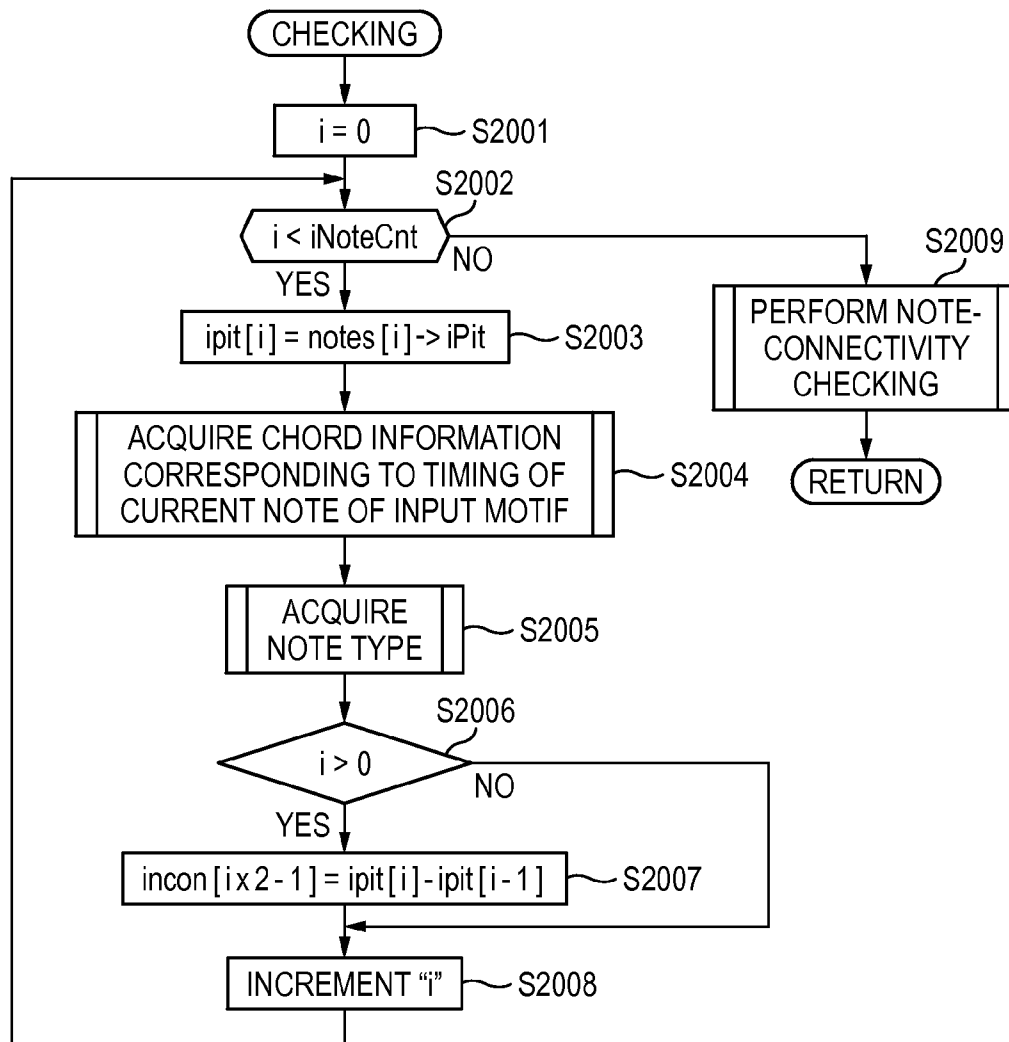 CHECKING
i = 0
S2001
S2002
i < iNoteCnt
NO
YES
S2009
PERFORM NOTE-
CONNECTIVITY
CHECKING
RETURN
ipit [i] = notes [i] -> iPit
S2003
ACQUIRE CHORD INFORMATION
CORRESPONDING TO TIMING OF
CURRENT NOTE OF INPUT MOTIF
S2004
ACQUIRE
NOTE TYPE
S2005
S2006
i > 0
NO
YES
incon [i x 2 - 1] = ipit [i] - ipit [i - 1]
S2007
INCREMENT “i”
S2008